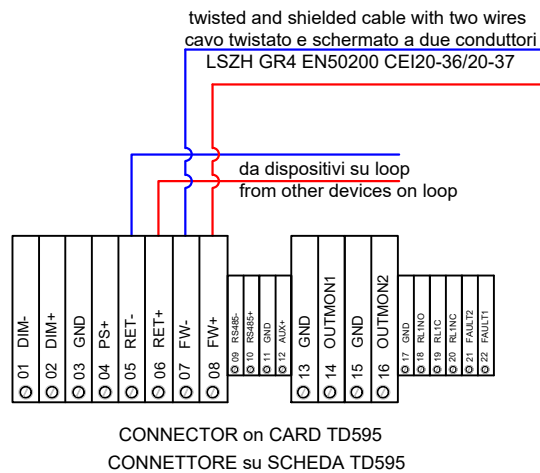 twisted and shielded cable with two wires
cavo twistato e schermato a due conduttori
LSZH GR4 EN50200 CEI20-36/20-37
da dispositivi su loop
from other devices on loop
01 DIM-
02 DIM+
03 GND
04 PS+
05 RET-
06 RET+
07 FW-
08 FW+
09 RS485-
10 RS485+
11 GND
12 AUX+
13 GND
14 OUTMON1
15 GND
16 OUTMON2
17 GND
18 RL1NO
19 RL1C
20 RL1NC
21 FAULT2
22 FAULT1
CONNECTOR on CARD TD595
CONNETTORE su SCHEDA TD595